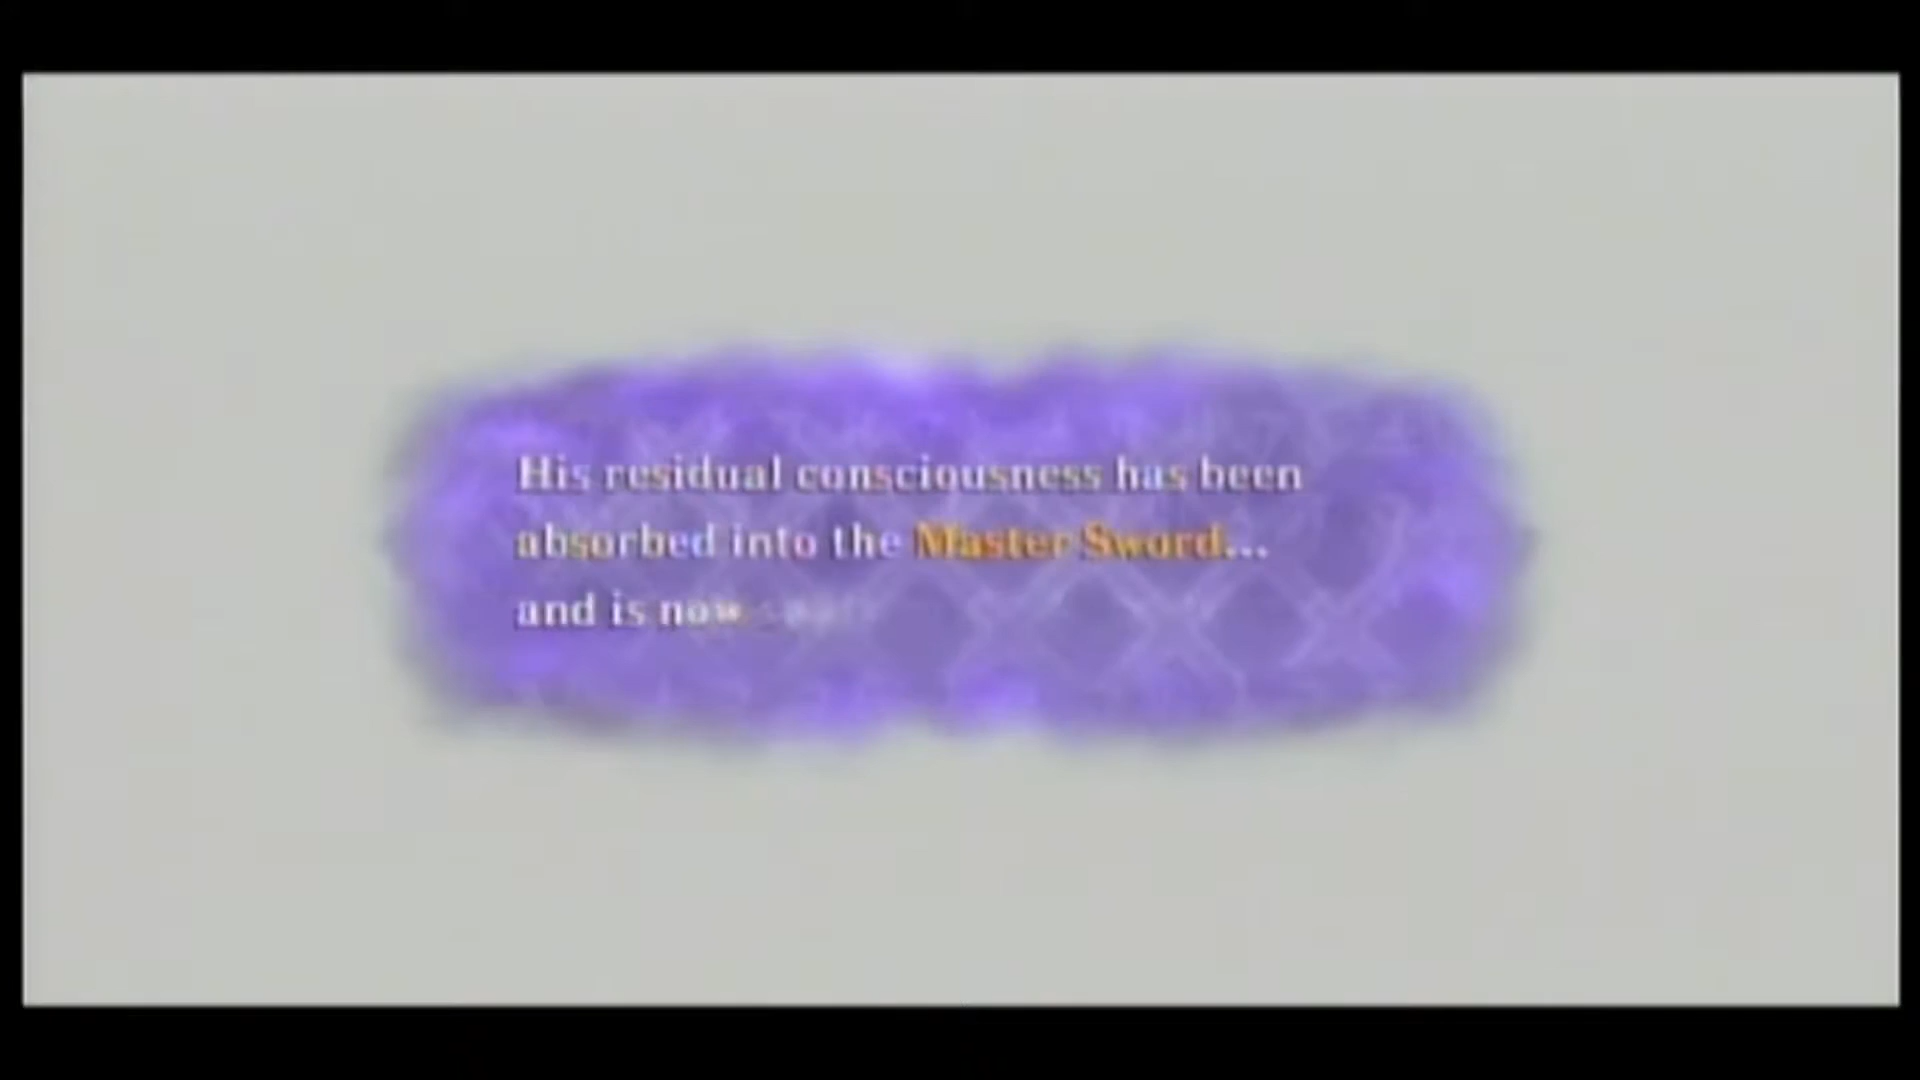 His residual consciousness has been
absorbed into the Master Sword...
and is now